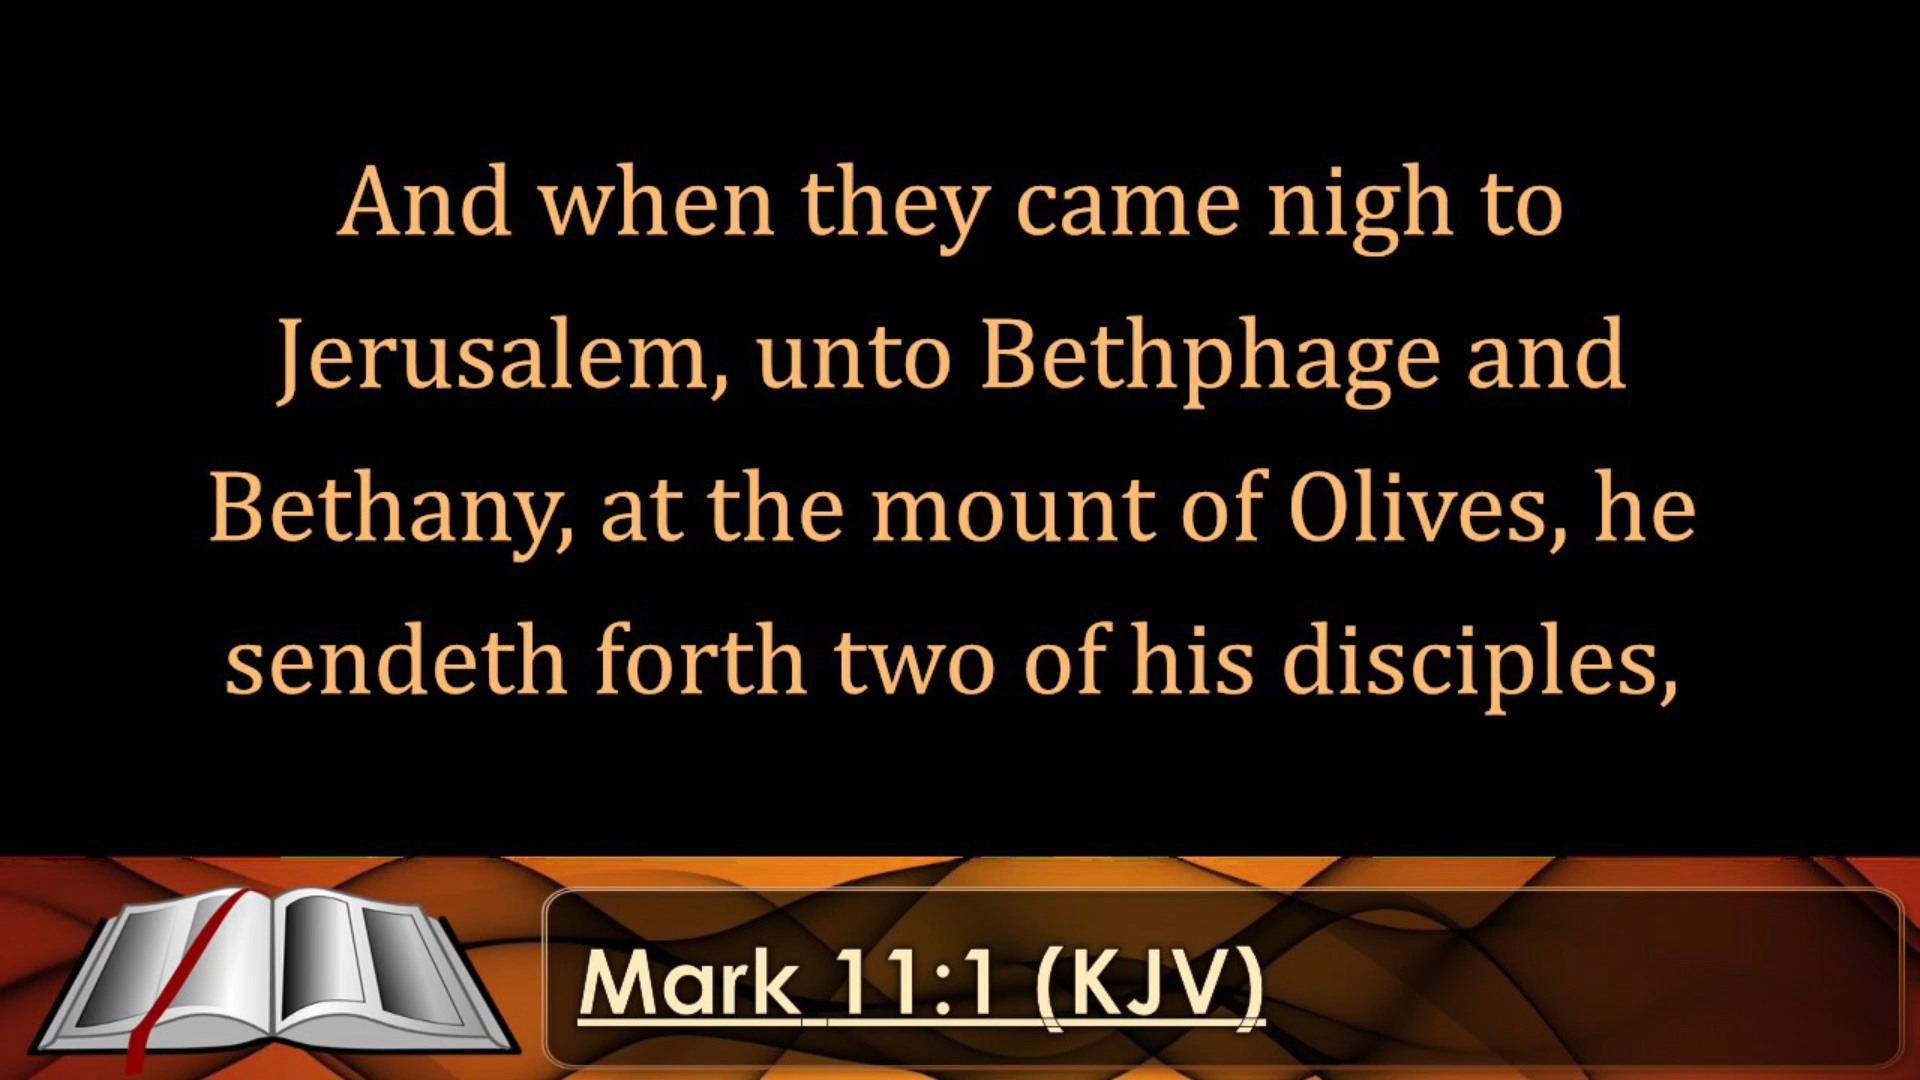 And when they came nigh to
Jerusalem, unto Bethphage and
Bethany, at the mount of Olives, he
sendeth forth two of his disciples,
Mark 11:1 (KJV)